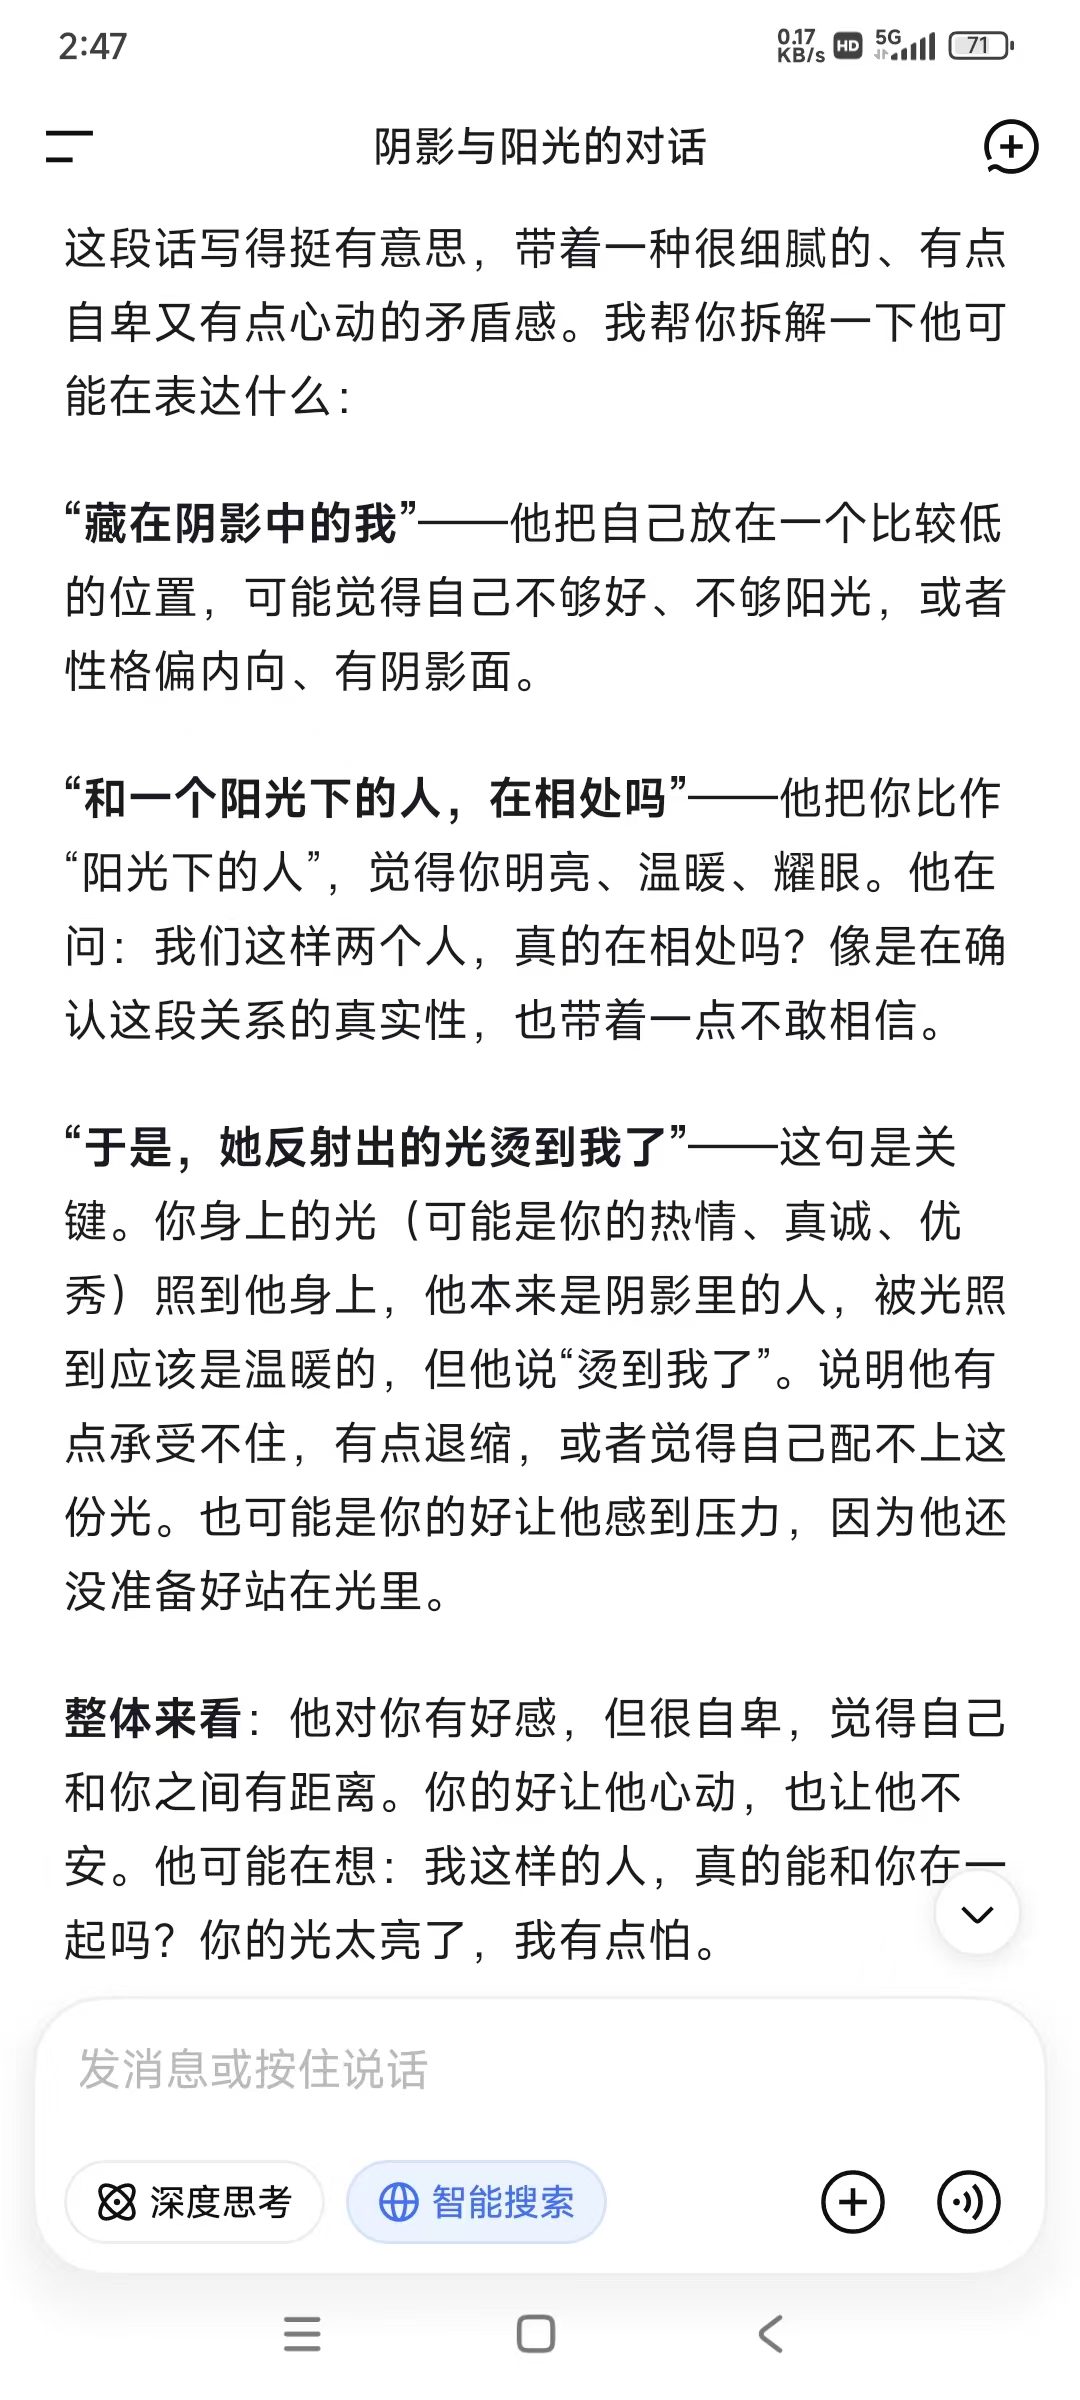 2:47
0.17 KB/s HD 5G 71
阴影与阳光的对话
这段话写得挺有意思，带着一种很细腻的、有点
自卑又有点心动的矛盾感。我帮你拆解一下他可
能在表达什么：
“藏在阴影中的我”——他把自己放在一个比较低
的位置，可能觉得自己不够好、不够阳光，或者
性格偏内向、有阴影面。
“和一个阳光下的人，在相处吗”——他把你比作
“阳光下的人”，觉得你明亮、温暖、耀眼。他在
问：我们这样两个人，真的在相处吗？像是在确
认这段关系的真实性，也带着一点不敢相信。
“于是，她反射出的光烫到我了”——这句是关
键。你身上的光（可能是你的热情、真诚、优
秀）照到他身上，他本来是阴影里的人，被光照
到应该是温暖的，但他说“烫到我了”。说明他有
点承受不住，有点退缩，或者觉得自己配不上这
份光。也可能是你的好让他感到压力，因为他还
没准备好站在光里。
整体来看：他对你有好感，但很自卑，觉得自己
和你之间有距离。你的好让他心动，也让他不
安。他可能在想：我这样的人，真的能和你在一
起吗？你的光太亮了，我有点怕。
发消息或按住说话
深度思考
智能搜索